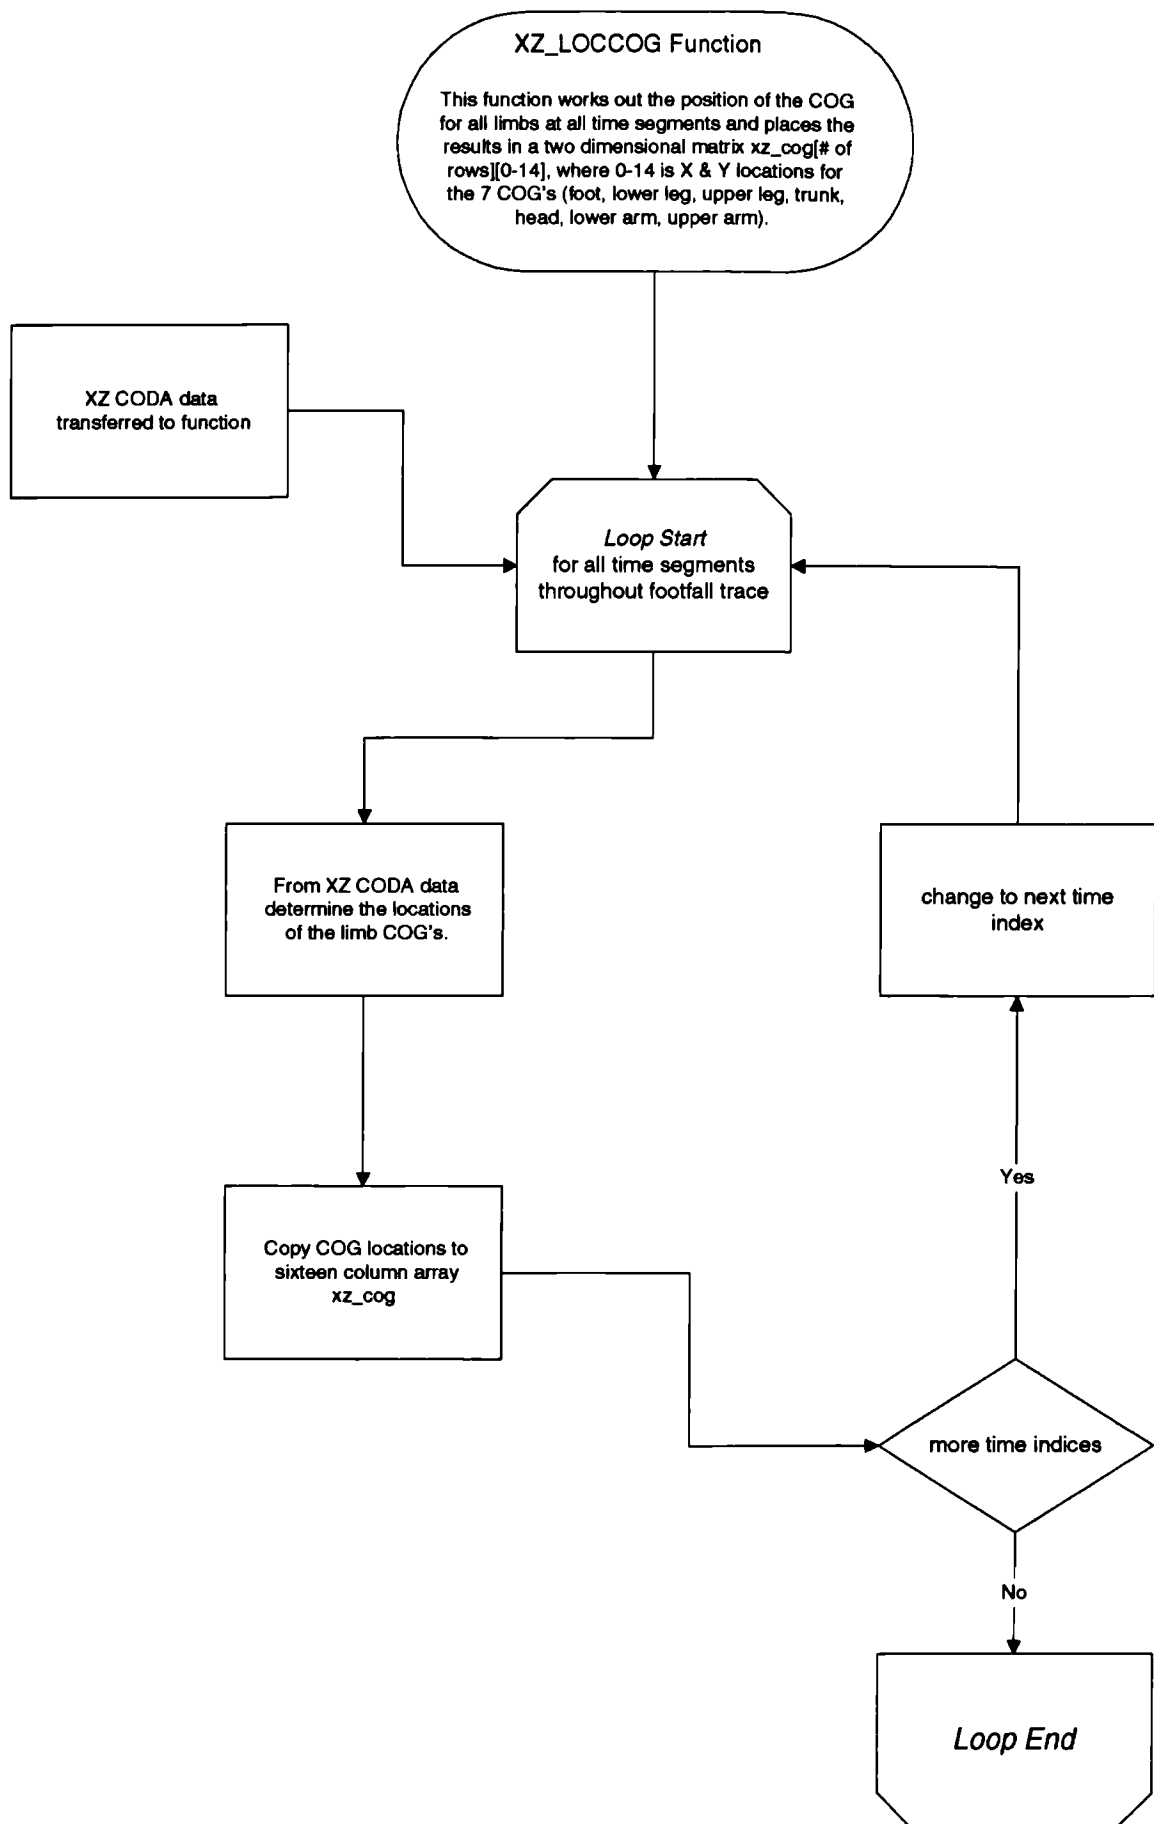 XZ_LOCCOG Function
This function works out the position of the COG
for all limbs at all time segments and places the
results in a two dimensional matrix xz_cog[# of
rows][0-14], where 0-14 is X & Y locations for
the 7 COG's (foot, lower leg, upper leg, trunk,
head, lower arm, upper arm).
XZ CODA data
transferred to function
Loop Start
for all time segments
throughout footfall trace
From XZ CODA data
determine the locations
of the limb COG's.
change to next time
index
Copy COG locations to
sixteen column array
xz_cog
Yes
more time indices
No
Loop End